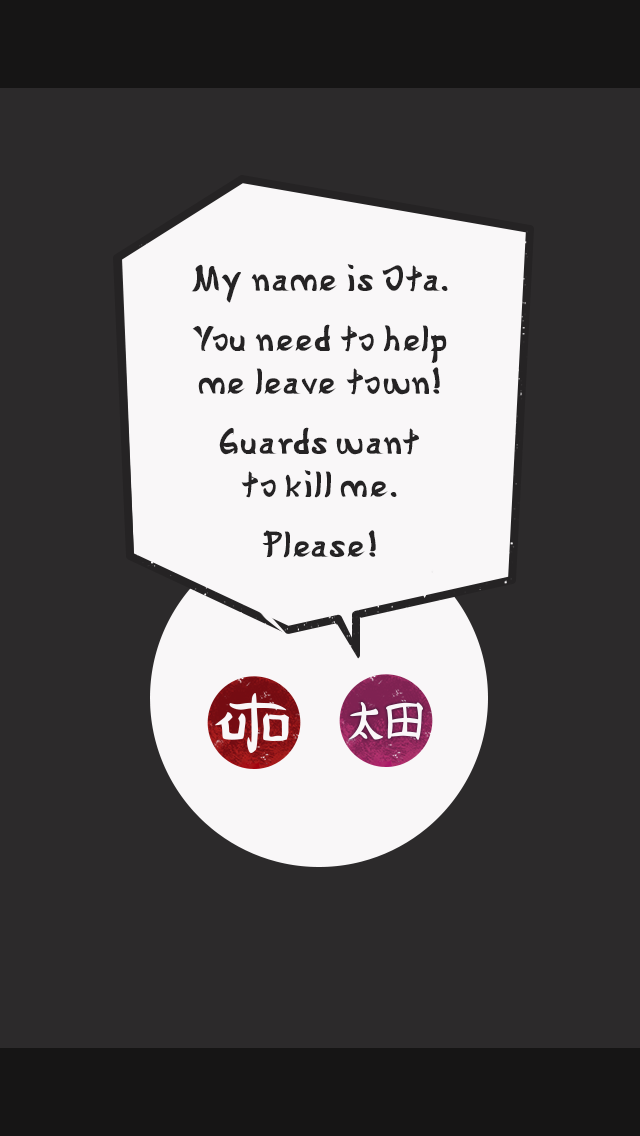 My name is Ota.
You need to help
me leave town!
Guards want
to kill me.
Please!
太田